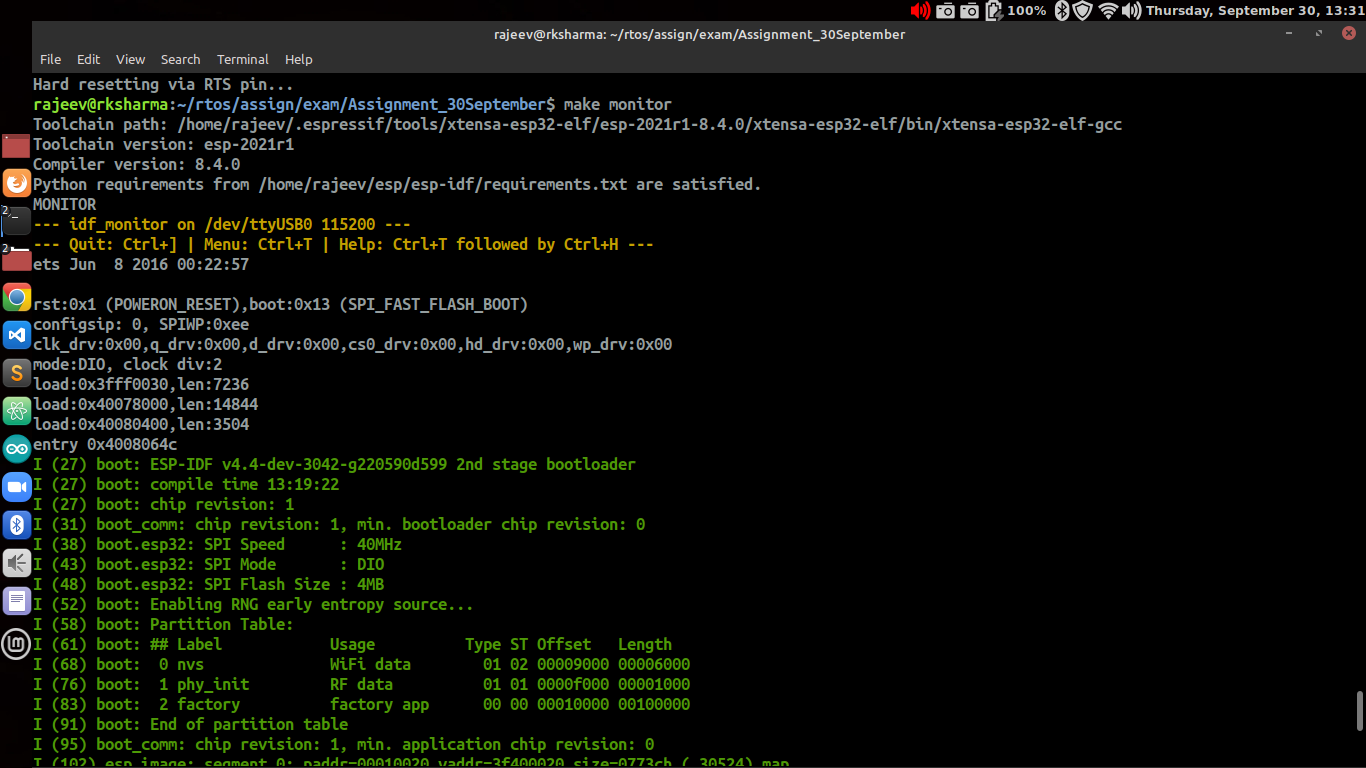 100% Thursday, September 30, 13:31
rajeev@rksharma: ~/rtos/assign/exam/Assignment_30September
File Edit View Search Terminal Help
Hard resetting via RTS pin...
rajeev@rksharma:~/rtos/assign/exam/Assignment_30September$ make monitor
Toolchain path: /home/rajeev/.espressif/tools/xtensa-esp32-elf/esp-2021r1-8.4.0/xtensa-esp32-elf/bin/xtensa-esp32-elf-gcc
Toolchain version: esp-2021r1
Compiler version: 8.4.0
Python requirements from /home/rajeev/esp/esp-idf/requirements.txt are satisfied.
MONITOR
--- idf_monitor on /dev/ttyUSB0 115200 ---
--- Quit: Ctrl+] | Menu: Ctrl+T | Help: Ctrl+T followed by Ctrl+H ---
ets Jun  8 2016 00:22:57
rst:0x1 (POWERON_RESET),boot:0x13 (SPI_FAST_FLASH_BOOT)
configsip: 0, SPIWP:0xee
clk_drv:0x00,q_drv:0x00,d_drv:0x00,cs0_drv:0x00,hd_drv:0x00,wp_drv:0x00
mode:DIO, clock div:2
load:0x3fff0030,len:7236
load:0x40078000,len:14844
load:0x40080400,len:3504
entry 0x4008064c
I (27) boot: ESP-IDF v4.4-dev-3042-g220590d599 2nd stage bootloader
I (27) boot: compile time 13:19:22
I (27) boot: chip revision: 1
I (31) boot_comm: chip revision: 1, min. bootloader chip revision: 0
I (38) boot.esp32: SPI Speed      : 40MHz
I (43) boot.esp32: SPI Mode       : DIO
I (48) boot.esp32: SPI Flash Size : 4MB
I (52) boot: Enabling RNG early entropy source...
I (58) boot: Partition Table:
I (61) boot: ## Label            Usage          Type ST Offset   Length
I (68) boot:  0 nvs              WiFi data        01 02 00009000 00006000
I (76) boot:  1 phy_init         RF data          01 01 0000f000 00001000
I (83) boot:  2 factory          factory app      00 00 00010000 00100000
I (91) boot: End of partition table
I (95) boot_comm: chip revision: 1, min. application chip revision: 0
I (102) esp_image: segment 0: paddr=00010020 vaddr=3f400020 size=0773ch ( 30524) map